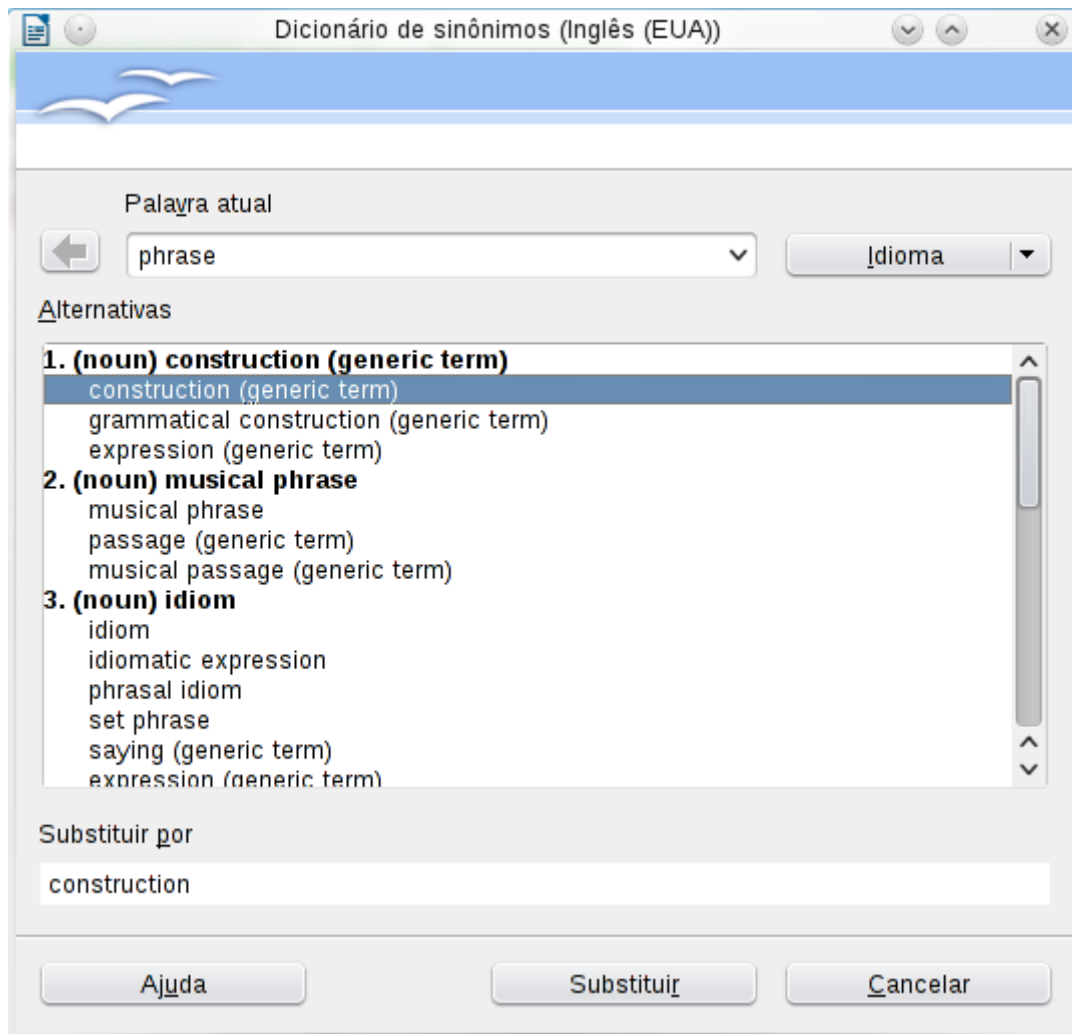 Dicionário de sinônimos (Inglês (EUA))
Palavra atual
phrase
Idioma
Alternativas
1. (noun) construction (generic term)
construction (generic term)
grammatical construction (generic term)
expression (generic term)
2. (noun) musical phrase
musical phrase
passage (generic term)
musical passage (generic term)
3. (noun) idiom
idiom
idiomatic expression
phrasal idiom
set phrase
saying (generic term)
expression (generic term)
Substituir por
construction
Ajuda
Substituir
Cancelar